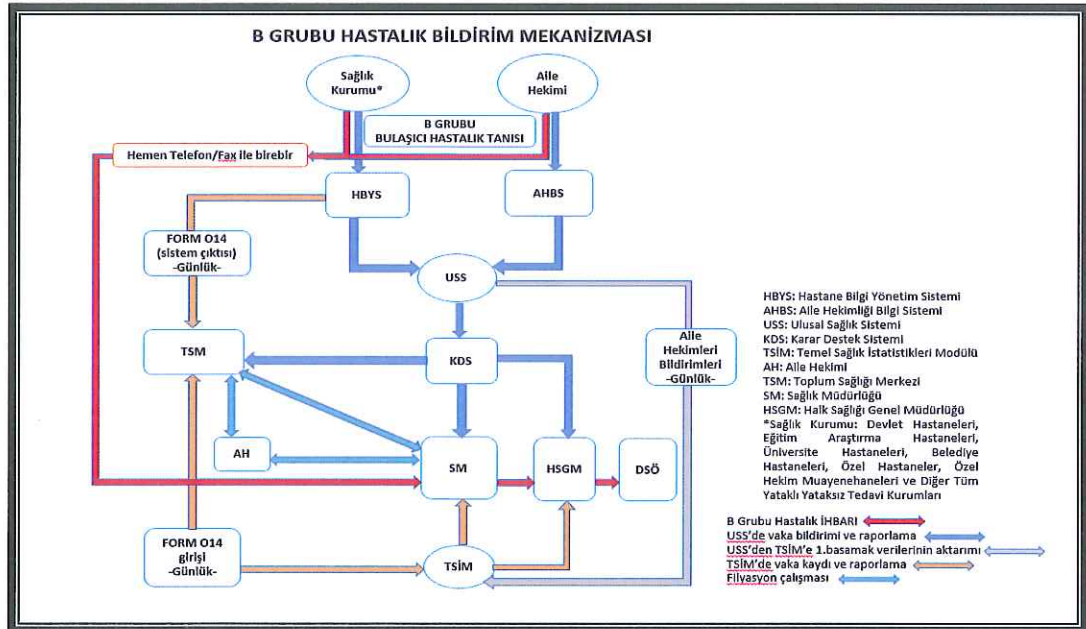 B GRUBU HASTALIK BİLDİRİM MEKANİZMASI
Sağlık
Kurumu*
Aile
Hekimi
B GRUBU
BULAŞICI HASTALIK TANISI
Hemen Telefon/Fax ile birebir
HBYS
AHBS
FORM O14
(sistem çıktısı)
-Günlük-
USS
TSM
KDS
Aile
Hekimleri
Bildirimleri
-Günlük-
AH
SM
HSGM
DSÖ
FORM O14
girişi
-Günlük-
TSİM
HBYS: Hastane Bilgi Yönetim Sistemi
AHBS: Aile Hekimliği Bilgi Sistemi
USS: Ulusal Sağlık Sistemi
KDS: Karar Destek Sistemi
TSİM: Temel Sağlık İstatistikleri Modülü
AH: Aile Hekimi
TSM: Toplum Sağlığı Merkezi
SM: Sağlık Müdürlüğü
HSGM: Halk Sağlığı Genel Müdürlüğü
*Sağlık Kurumu: Devlet Hastaneleri,
Eğitim Araştırma Hastaneleri,
Üniversite Hastaneleri, Belediye
Hastaneleri, Özel Hastaneler, Özel
Hekim Muayenehaneleri ve Diğer Tüm
Yataklı Yataksız Tedavi Kurumları
B Grubu Hastalık İHBARI
USS'de vaka bildirimi ve raporlama
USS'den TSİM'e 1.basamak verilerinin aktarımı
TSİM'de vaka kaydı ve raporlama
Filyasyon çalışması